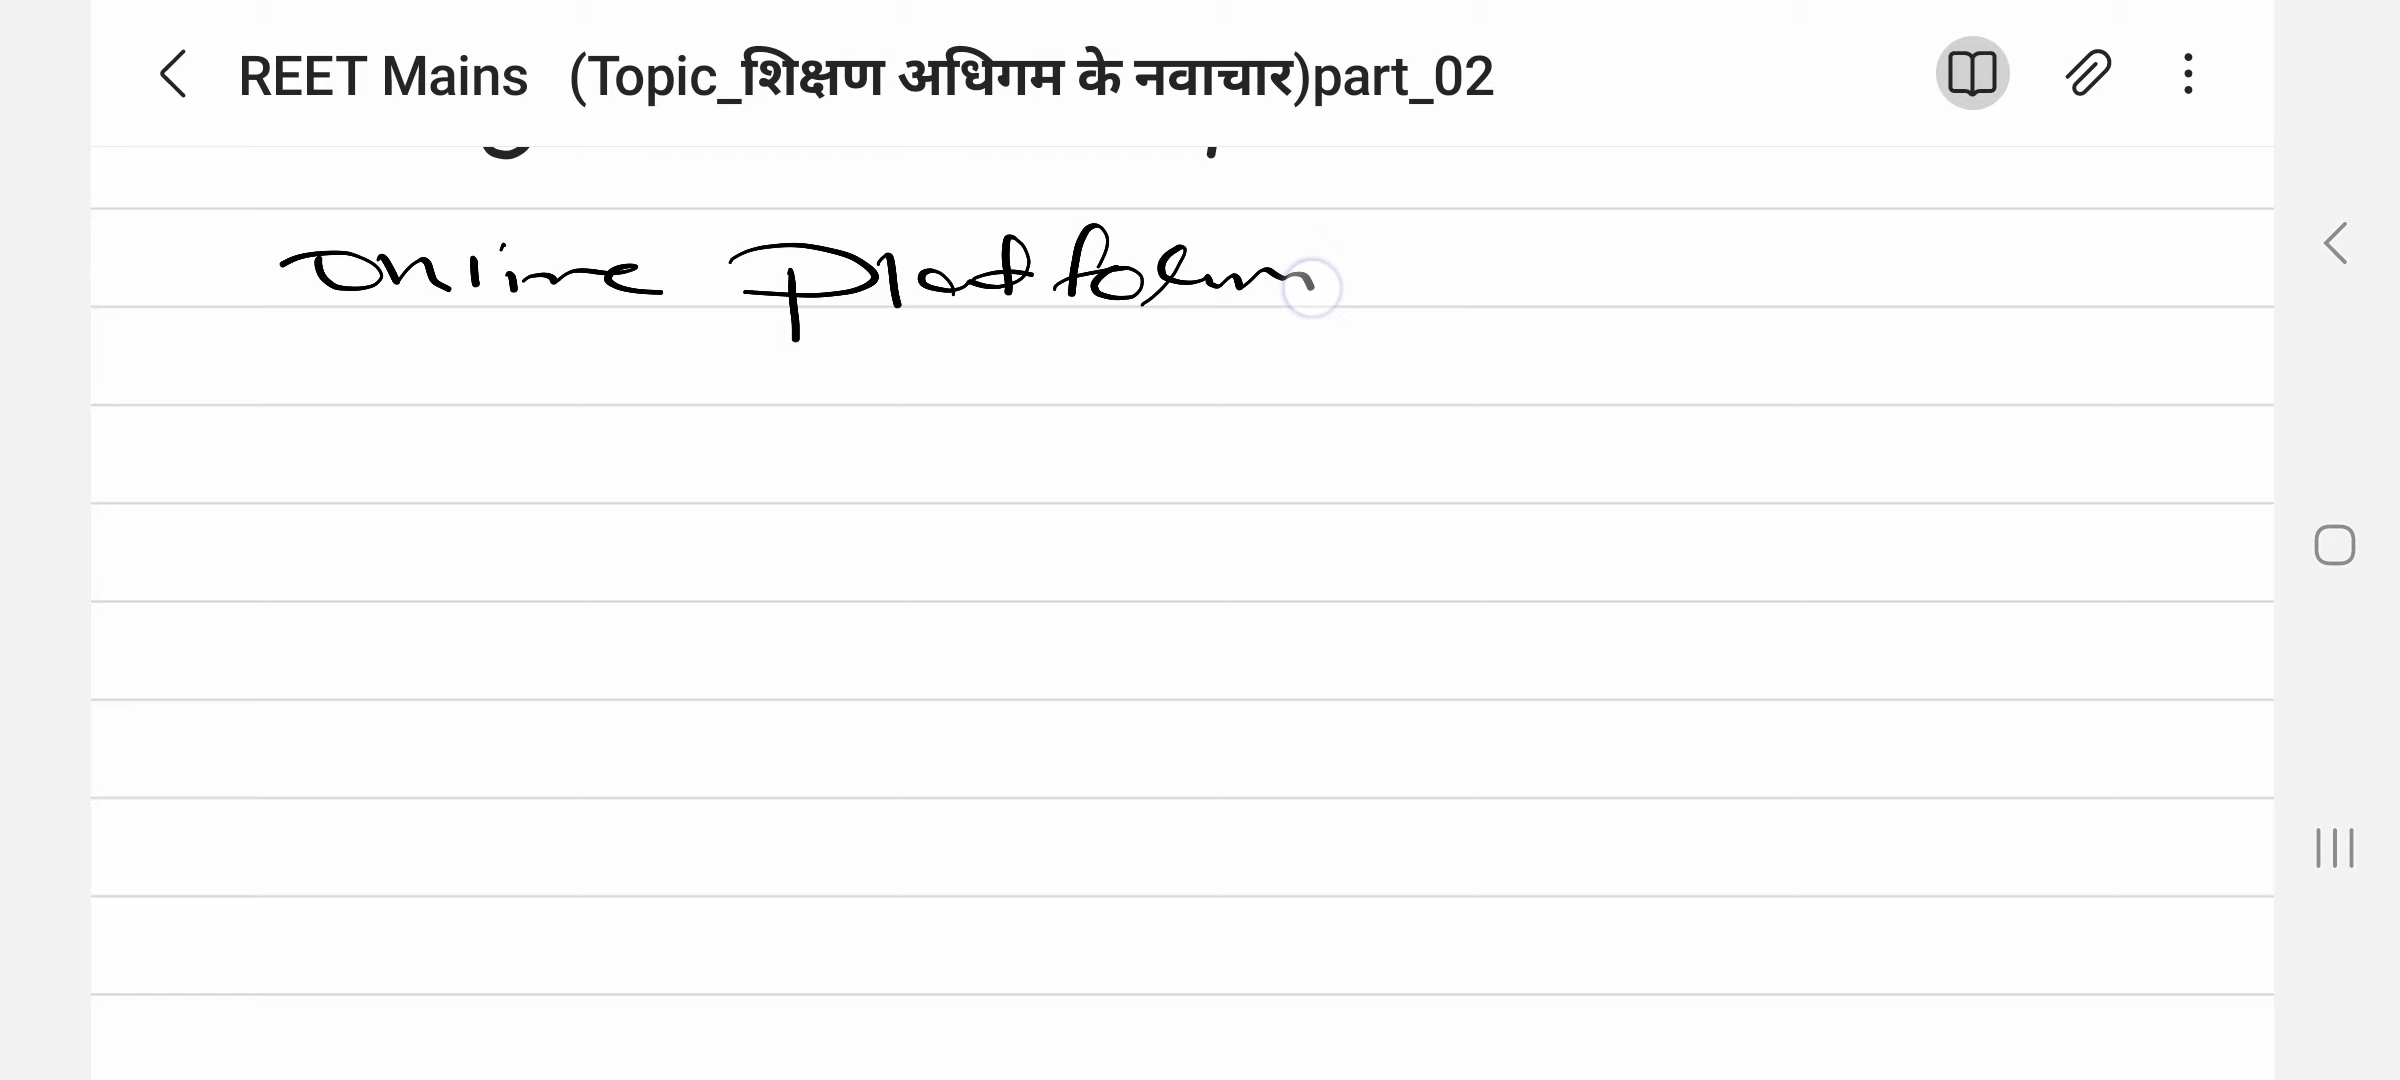 REET Mains (Topic_शिक्षण अधिगम के नवाचार)part_02
online Platform